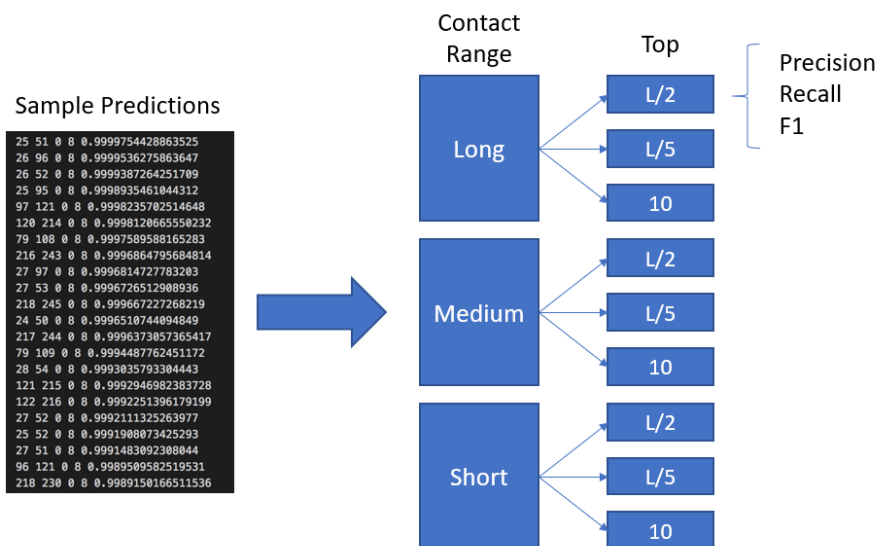 Sample Predictions
25 51 0 8 0.9999754428863525
26 96 0 8 0.9999536275863647
26 52 0 8 0.9999387264251709
25 95 0 8 0.9998935461044312
97 121 0 8 0.9998235702514648
120 214 0 8 0.9998120665550232
79 108 0 8 0.9997589588165283
216 243 0 8 0.9996864795684814
27 97 0 8 0.9996814727783203
27 53 0 8 0.9996726512908936
218 245 0 8 0.999667227268219
24 50 0 8 0.9996510744094849
217 244 0 8 0.9996373057365417
79 109 0 8 0.9994487762451172
28 54 0 8 0.9993035793304443
121 215 0 8 0.9992946982383728
122 216 0 8 0.9992251396179199
27 52 0 8 0.9992111325263977
25 52 0 8 0.9991908073425293
27 51 0 8 0.9991483092308044
96 121 0 8 0.9989509582519531
218 230 0 8 0.9989150166511536
Contact
Range
Top
Long
L/2
L/5
10
Precision
Recall
F1
Medium
L/2
L/5
10
Short
L/2
L/5
10